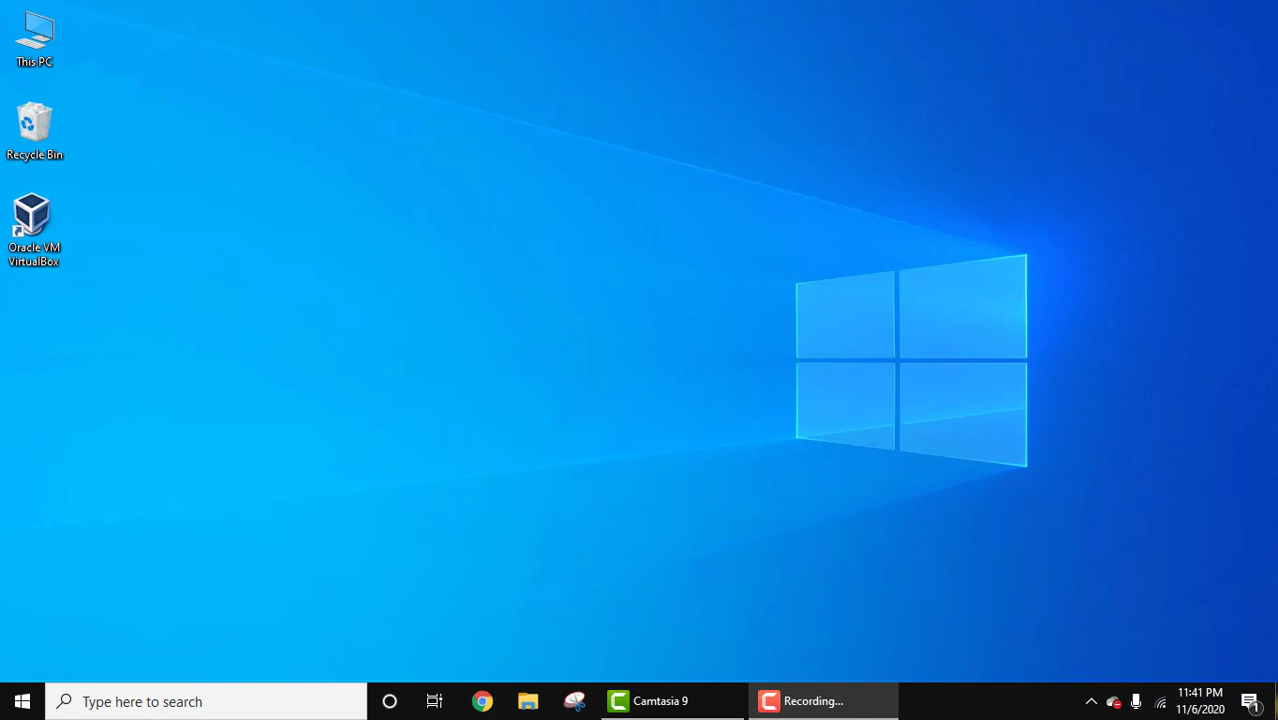 This PC
Recycle Bin
Oracle VM
VirtualBox
Type here to search
Camtasia 9
Recording...
11:41 PM
11/6/2020
1